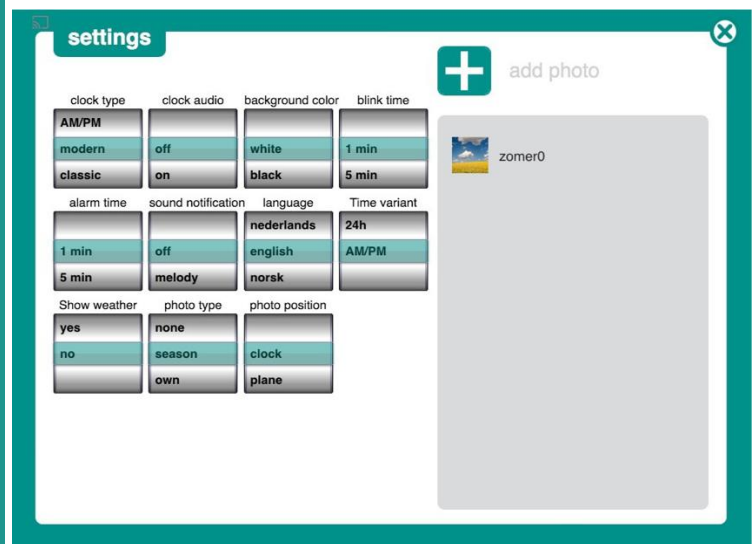 settings
add photo
clock type clock audio background color blink time
AM/PM
modern off white 1 min
classic on black 5 min
zomer0
alarm time sound notification language Time variant
nederlands 24h
1 min off english AM/PM
5 min melody norsk
Show weather photo type photo position
yes none
no season clock
own plane